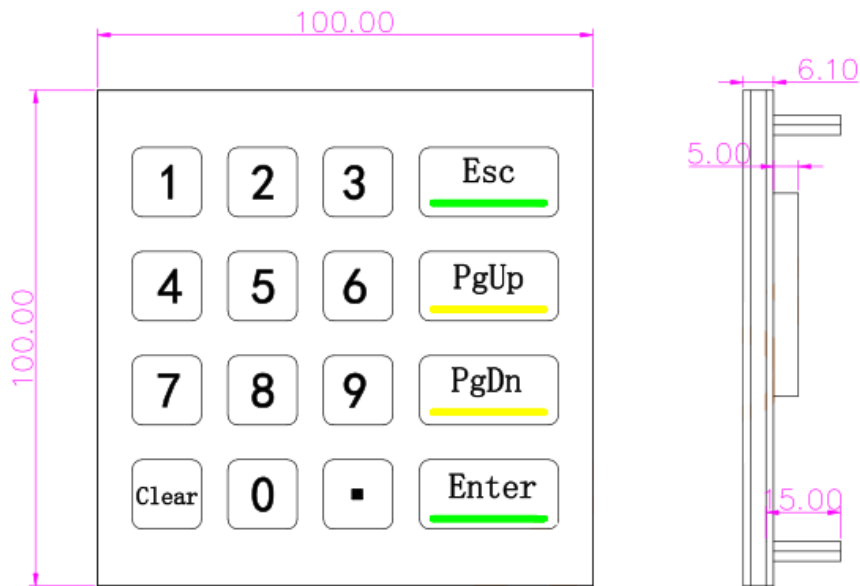 100.00
6.10
5.00
1 2 3 Esc
4 5 6 PgUp
100.00
7 8 9 PgDn
Clear 0 . Enter
15.00